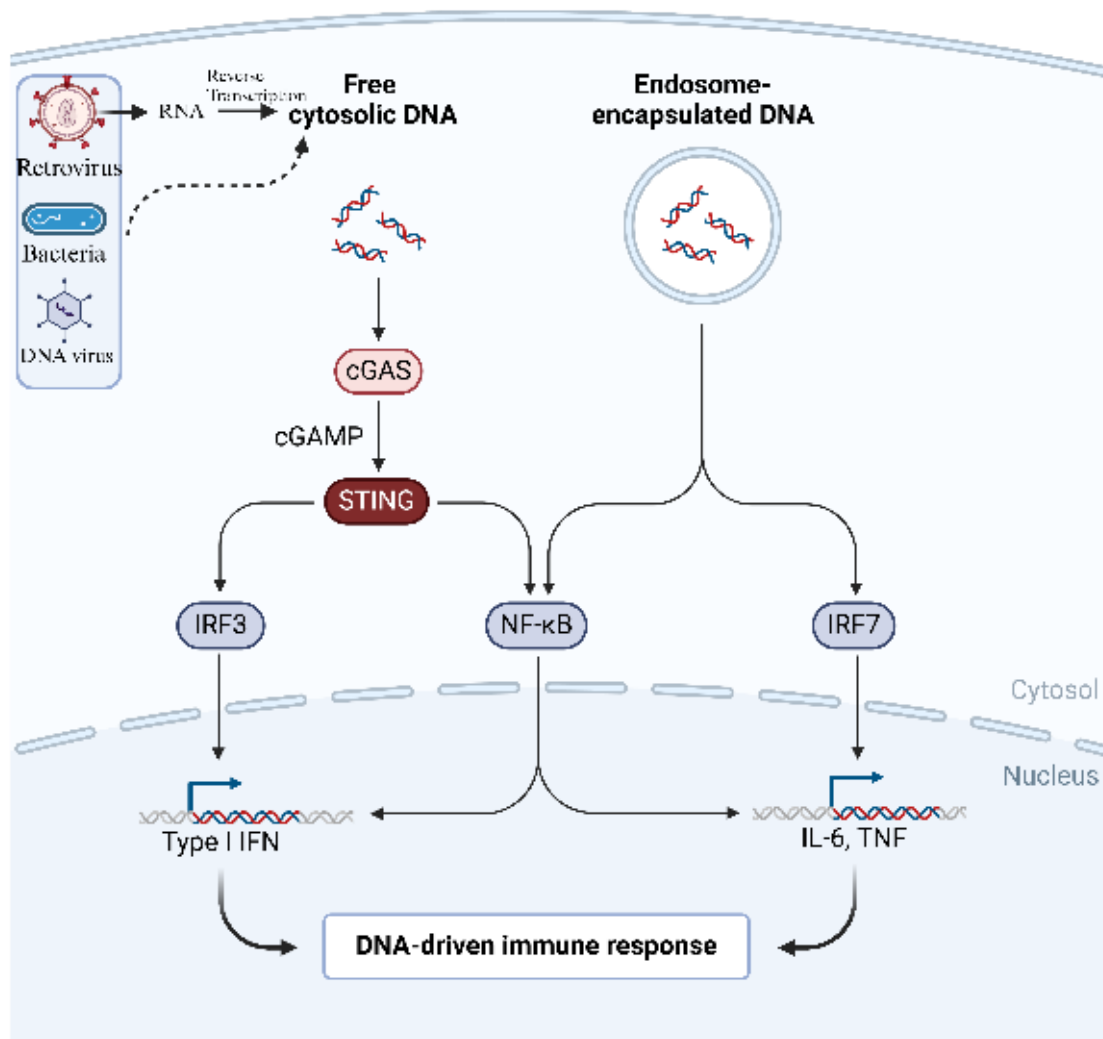 Retrovirus
Bacteria
DNA virus
RNA
Reverse
Transcription
Free
cytosolic DNA
Endosome-
encapsulated DNA
cGAS
cGAMP
STING
IRF3
NF-κB
IRF7
Cytosol
Nucleus
Type I IFN
IL-6, TNF
DNA-driven immune response